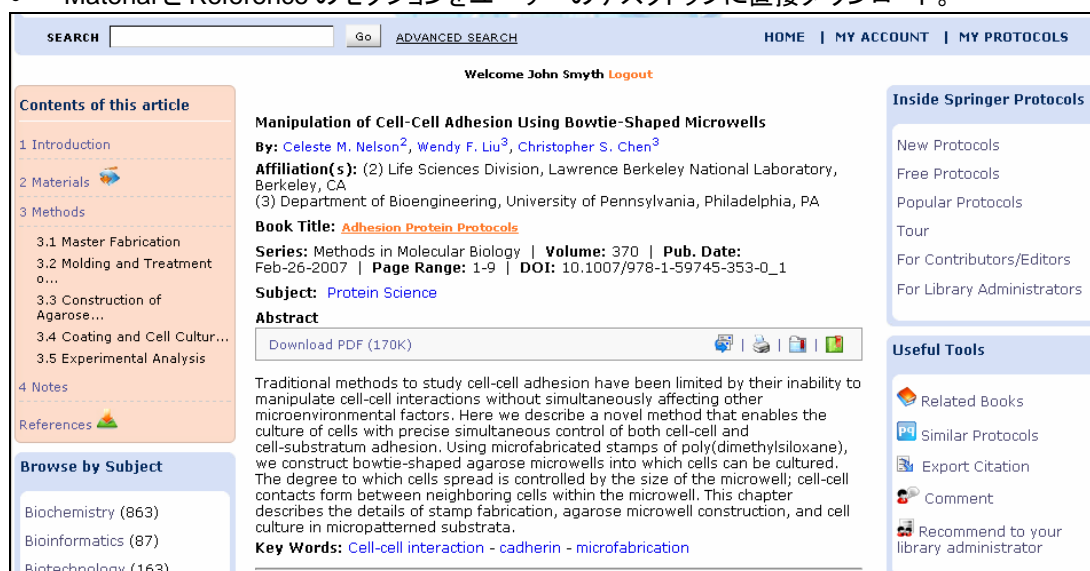 Material と Reference のセクションをユーザーのデスクトップに直接ダウンロード。
SEARCH Go ADVANCED SEARCH HOME | MY ACCOUNT | MY PROTOCOLS
Welcome John Smyth Logout
Contents of this article
1 Introduction
2 Materials
3 Methods
3.1 Master Fabrication
3.2 Molding and Treatment
o...
3.3 Construction of
Agarose...
3.4 Coating and Cell Cultur...
3.5 Experimental Analysis
4 Notes
References
Browse by Subject
Biochemistry (863)
Bioinformatics (87)
Biotechnology (163)
Manipulation of Cell-Cell Adhesion Using Bowtie-Shaped Microwells
By: Celeste M. Nelson2, Wendy F. Liu3, Christopher S. Chen3
Affiliation(s): (2) Life Sciences Division, Lawrence Berkeley National Laboratory,
Berkeley, CA
(3) Department of Bioengineering, University of Pennsylvania, Philadelphia, PA
Book Title: Adhesion Protein Protocols
Series: Methods in Molecular Biology | Volume: 370 | Pub. Date:
Feb-26-2007 | Page Range: 1-9 | DOI: 10.1007/978-1-59745-353-0_1
Subject: Protein Science
Abstract
Download PDF (170K)
Traditional methods to study cell-cell adhesion have been limited by their inability to
manipulate cell-cell interactions without simultaneously affecting other
microenvironmental factors. Here we describe a novel method that enables the
culture of cells with precise simultaneous control of both cell-cell and
cell-substratum adhesion. Using microfabricated stamps of poly(dimethylsiloxane),
we construct bowtie-shaped agarose microwells into which cells can be cultured.
The degree to which cells spread is controlled by the size of the microwell; cell-cell
contacts form between neighboring cells within the microwell. This chapter
describes the details of stamp fabrication, agarose microwell construction, and cell
culture in micropatterned substrata.
Key Words: Cell-cell interaction - cadherin - microfabrication
Inside Springer Protocols
New Protocols
Free Protocols
Popular Protocols
Tour
For Contributors/Editors
For Library Administrators
Useful Tools
Related Books
Similar Protocols
Export Citation
Comment
Recommend to your
library administrator